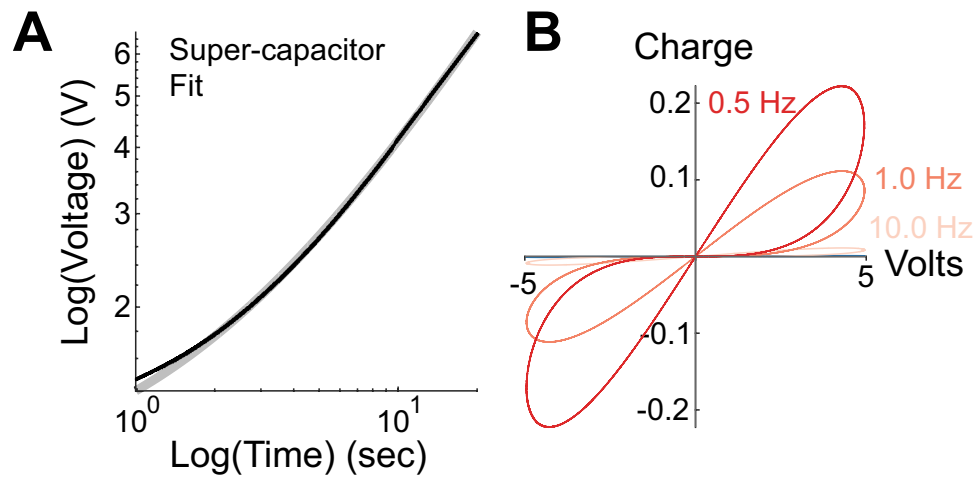 A
Super-capacitor
Fit
Log(Voltage) (V)
6
5
4
3
2
10^0
10^1
Log(Time) (sec)
B
Charge
0.2
0.5 Hz
0.1
1.0 Hz
10.0 Hz
-5
5
Volts
-0.1
-0.2